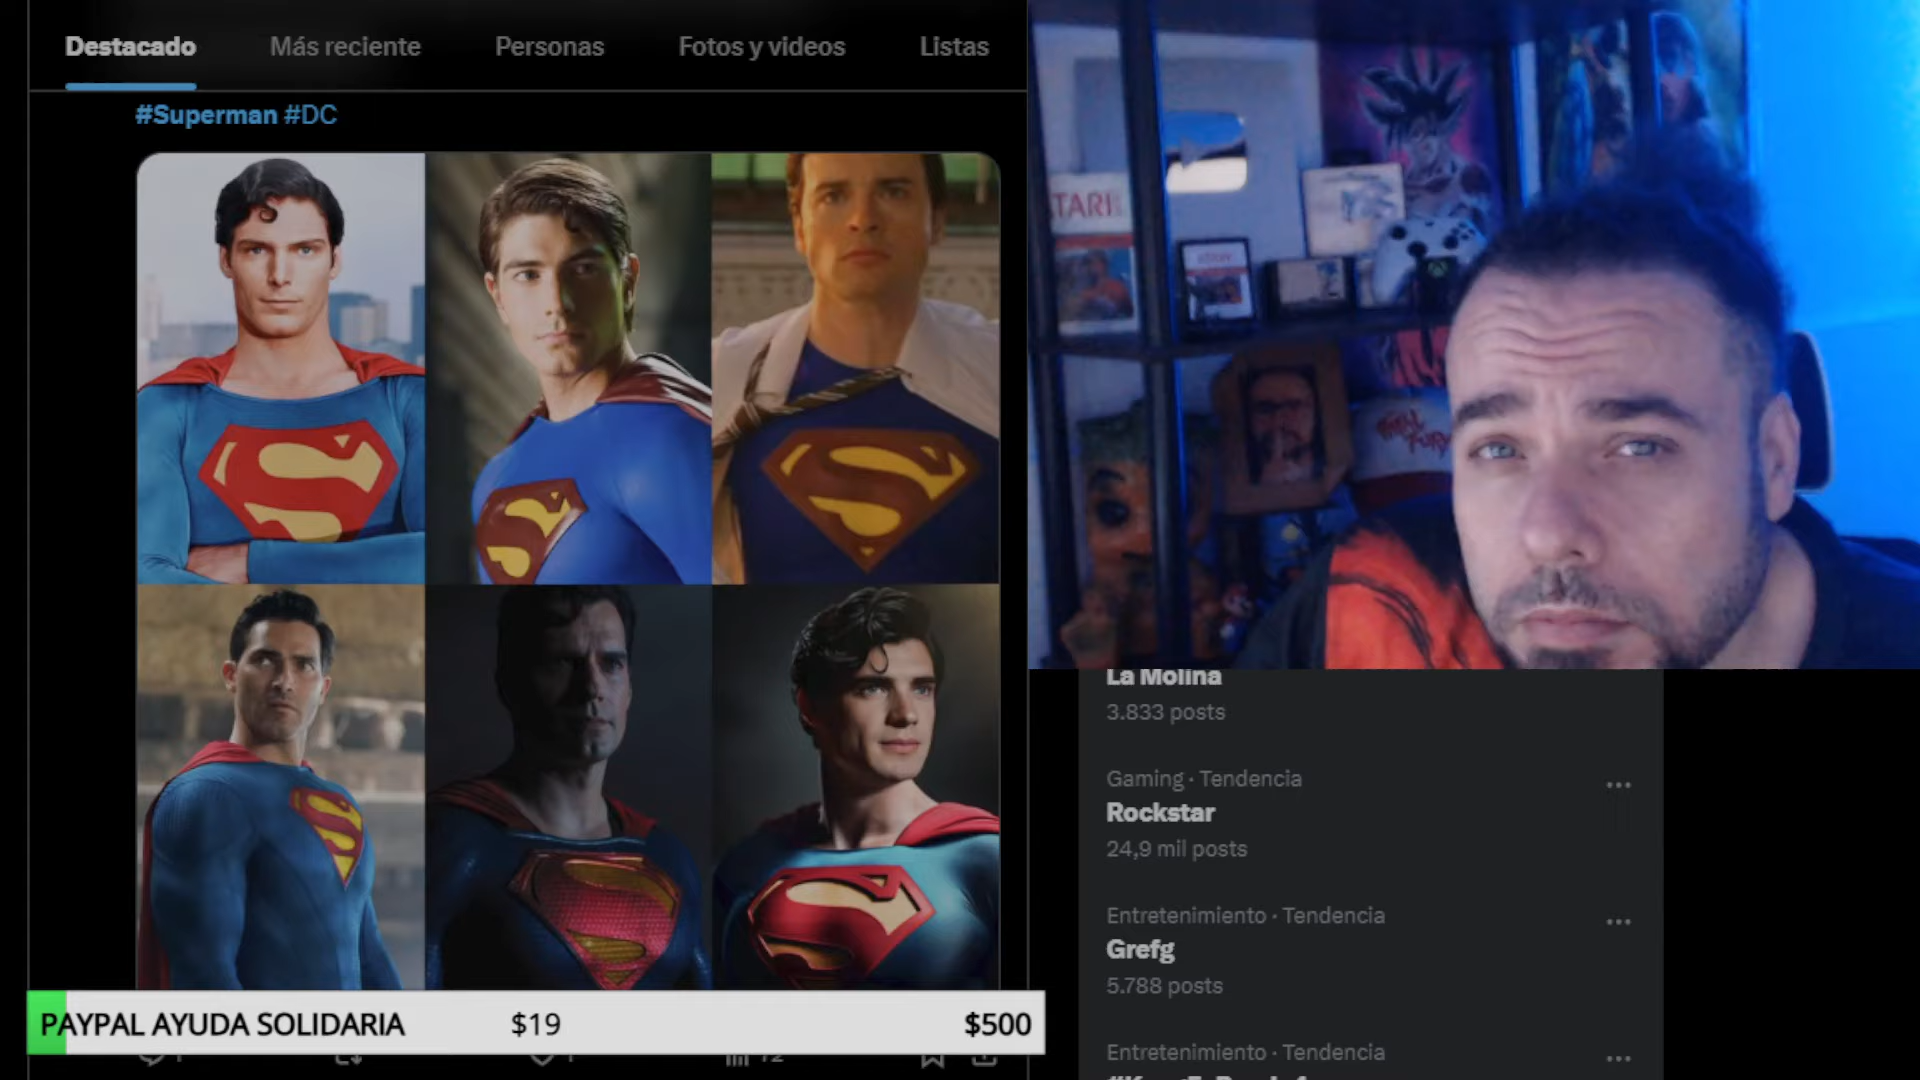 Destacado
Más reciente
Personas
Fotos y videos
Listas
#Superman #DC
TARI
La Molina
3.833 posts
Gaming · Tendencia
Rockstar
24,9 mil posts
Entretenimiento · Tendencia
Grefg
5.788 posts
Entretenimiento · Tendencia
PAYPAL AYUDA SOLIDARIA
$19
$500